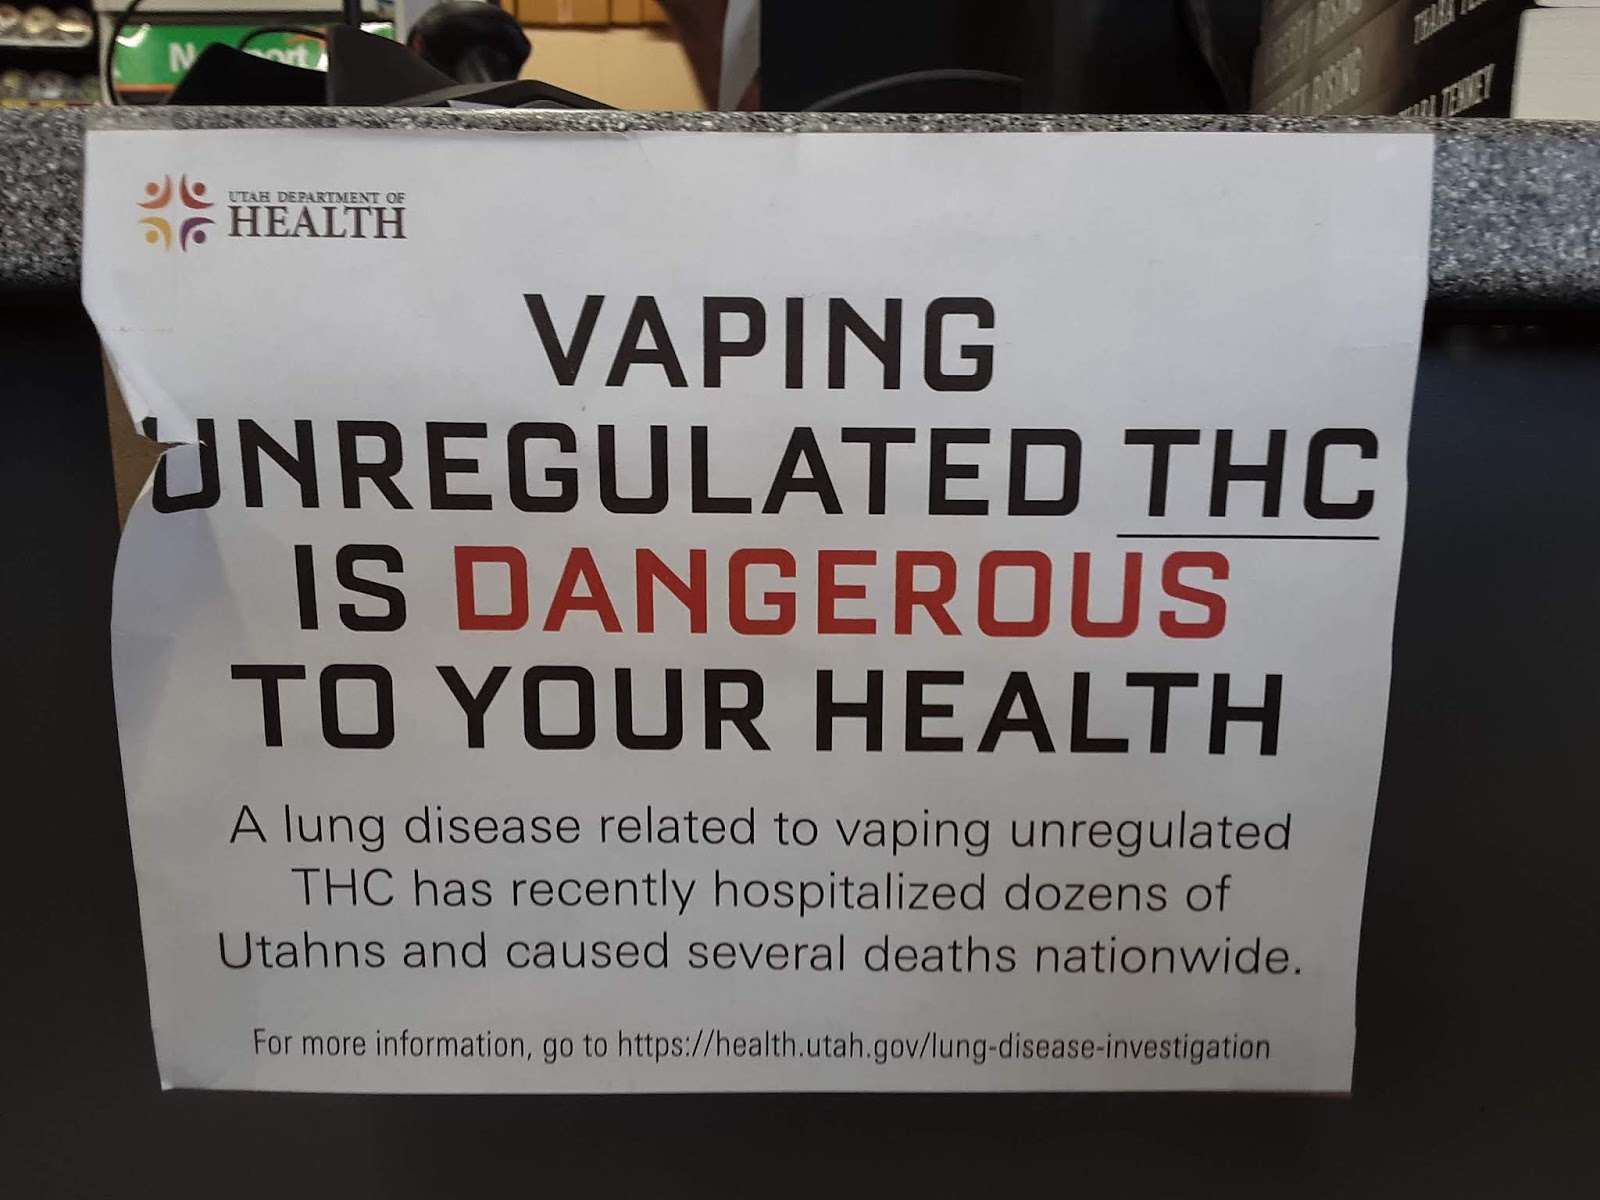 UTAH DEPARTMENT OF
HEALTH
VAPING
UNREGULATED THC
IS DANGEROUS
TO YOUR HEALTH
A lung disease related to vaping unregulated
THC has recently hospitalized dozens of
Utahns and caused several deaths nationwide.
For more information, go to https://health.utah.gov/lung-disease-investigation
RISING
TENNEY